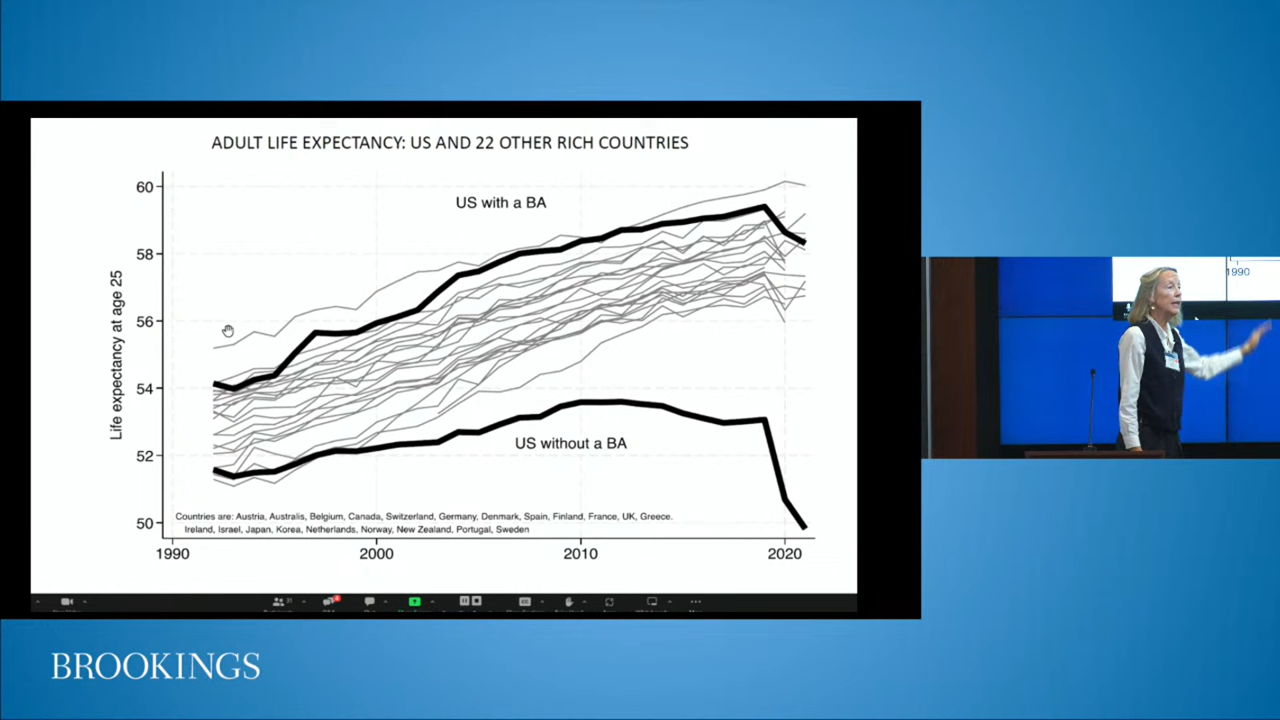 ADULT LIFE EXPECTANCY: US AND 22 OTHER RICH COUNTRIES
Life expectancy at age 25
60
58
56
54
52
50
US with a BA
US without a BA
Countries are: Austria, Australis, Belgium, Canada, Switzerland, Germany, Denmark, Spain, Finland, France, UK, Greece.
Ireland, Israel, Japan, Korea, Netherlands, Norway, New Zealand, Portugal, Sweden
1990
2000
2010
2020
1990
BROOKINGS